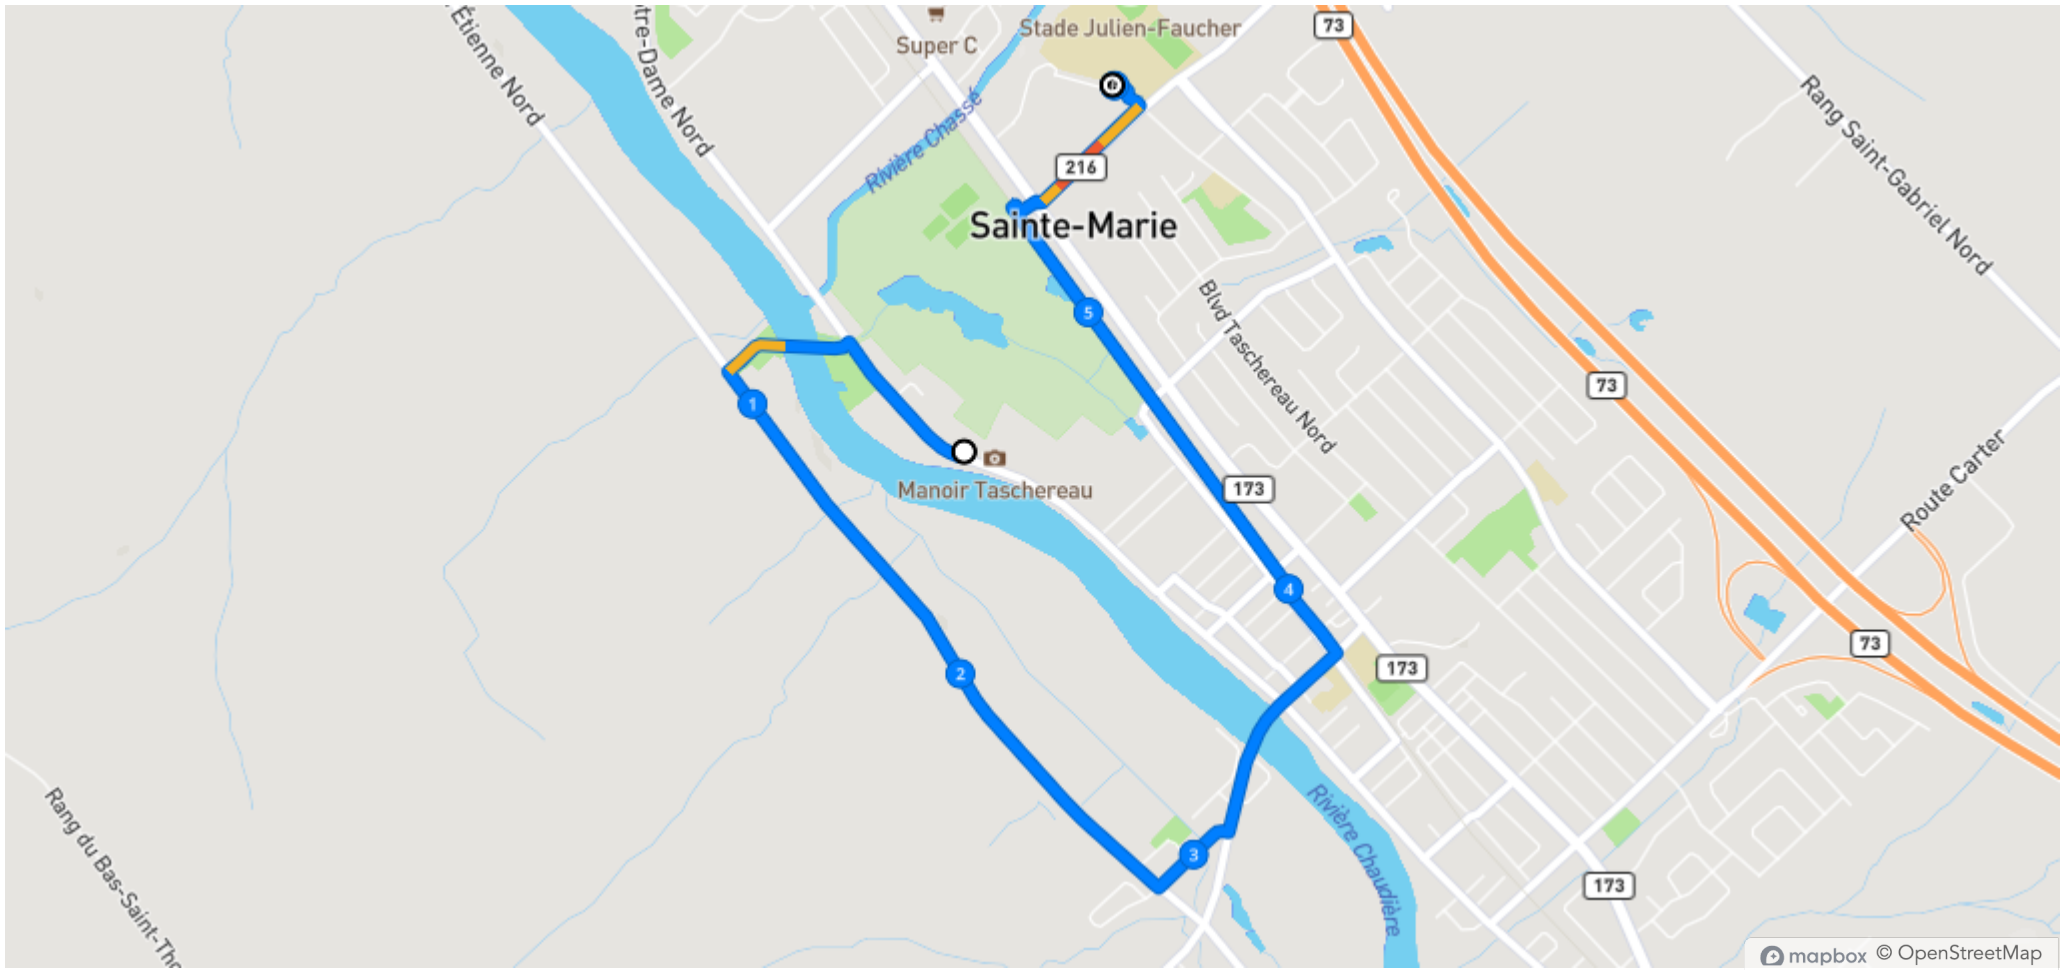 Étienne Nord
tre-Dame Nord
Super C
Stade Julien-Faucher
73
Rang Saint-Gabriel Nord
Rivière Chasse
216
Sainte-Marie
5
Blvd Taschereau Nord
73
1
Manoir Taschereau
173
Route Carter
4
2
173
73
Rang du Bas-Saint-Tho
3
Rivière Chaudière
173
mapbox © OpenStreetMap